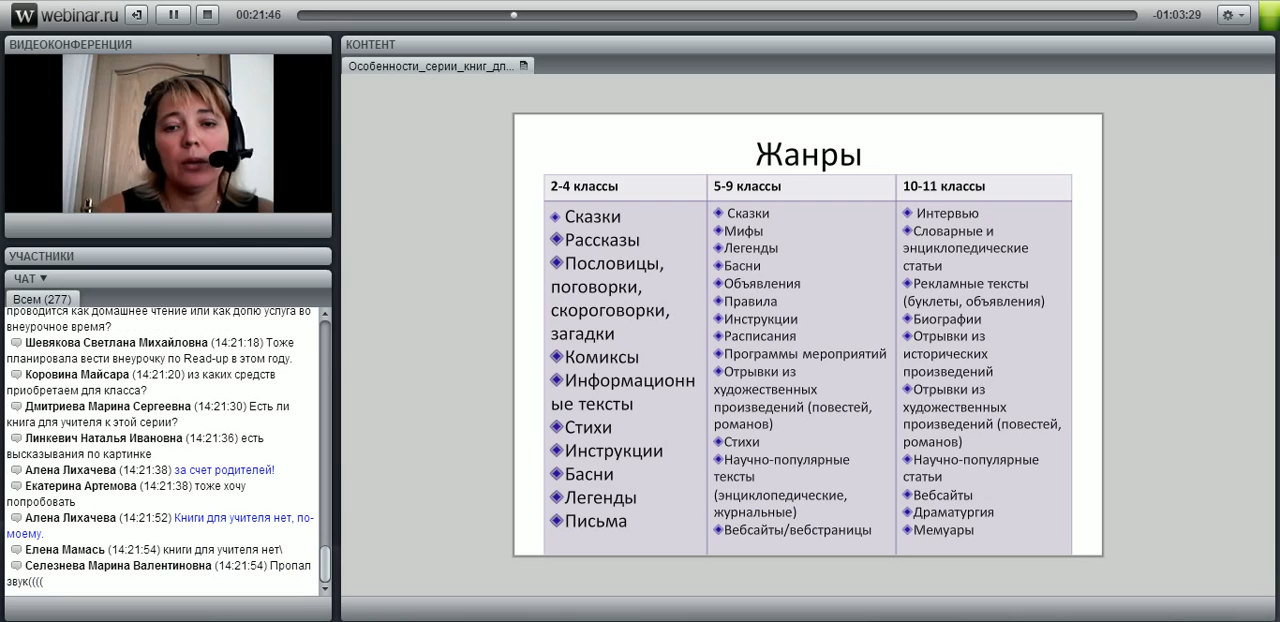 W webinar.ru
00:21:46
-01:03:29
ВИДЕОКОНФЕРЕНЦИЯ
УЧАСТНИКИ
ЧАТ ▼
Всем (277)
проводится как домашнее чтение или как допю услуга во
внеурочное время?
Шевякова Светлана Михайловна (14:21:18) Тоже
планировала вести внеурочку по Read-up в этом году.
Коровина Майсара (14:21:20) из каких средств
приобретаем для класса?
Дмитриева Марина Сергеевна (14:21:30) Есть ли
книга для учителя к этой серии?
Линкевич Наталья Ивановна (14:21:36) есть
высказывания по картинке
Алена Лихачева (14:21:38) за счет родителей!
Екатерина Артемова (14:21:38) тоже хочу
попробовать
Алена Лихачева (14:21:52) Книги для учителя нет, по-
моему.
Елена Мамась (14:21:54) книги для учителя нет\
Селезнева Марина Валентиновна (14:21:54) Пропал
звук((((
КОНТЕНТ
Особенности_серии_книг_дл...
Жанры
2-4 классы
Сказки
Рассказы
Пословицы,
поговорки,
скороговорки,
загадки
Комиксы
Информационн
ые тексты
Стихи
Инструкции
Басни
Легенды
Письма
5-9 классы
Сказки
Мифы
Легенды
Басни
Объявления
Правила
Инструкции
Расписания
Программы мероприятий
Отрывки из
художественных
произведений (повестей,
романов)
Стихи
Научно-популярные
тексты
(энциклопедические,
журнальные)
Вебсайты/вебстраницы
10-11 классы
Интервью
Словарные и
энциклопедические
статьи
Рекламные тексты
(буклеты, объявления)
Биографии
Отрывки из
исторических
произведений
Отрывки из
художественных
произведений (повестей,
романов)
Научно-популярные
статьи
Вебсайты
Драматургия
Мемуары